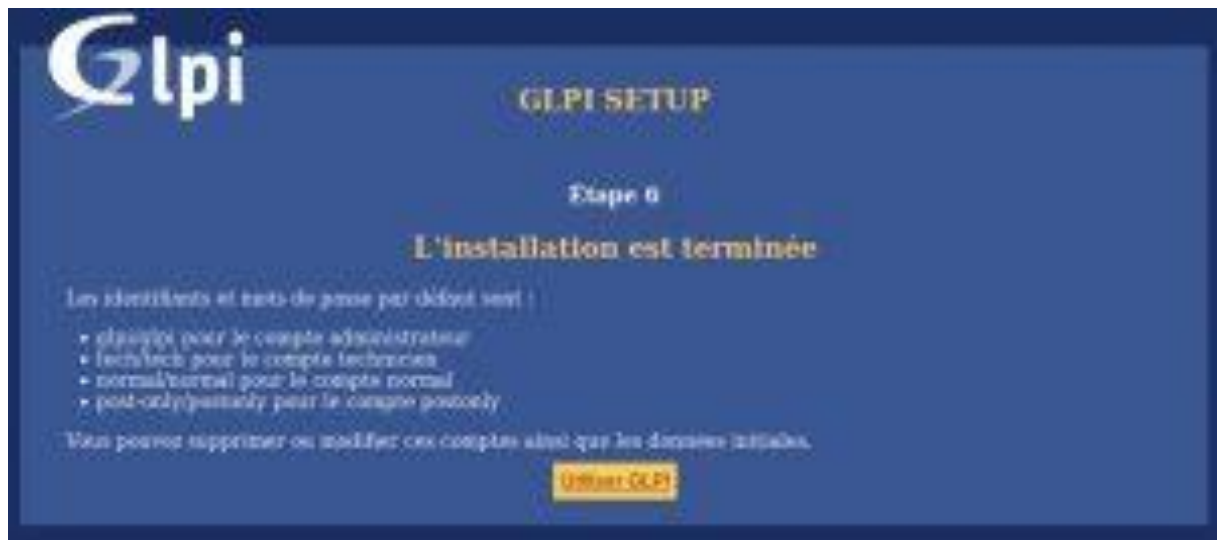 Glpi
GLPI SETUP
Etape 6
L'installation est terminée
Les identifiants et mots de passe par défaut sont :
• glpi/glpi pour le compte administrateur
• tech/tech pour le compte technicien
• normal/normal pour le compte normal
• post-only/postonly pour le compte postonly
Vous pouvez supprimer ou modifier ces comptes ainsi que les données initiales.
Utiliser GLPI